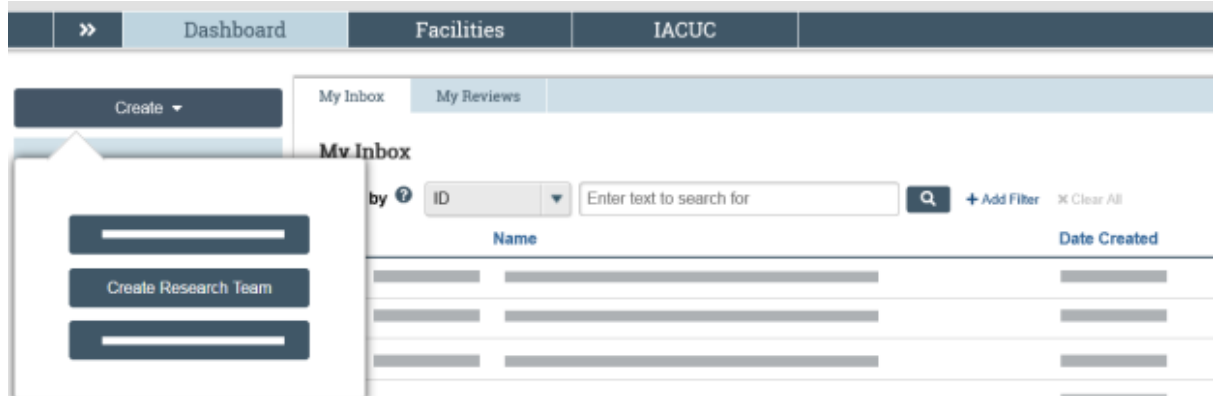 » Dashboard Facilities IACUC
Create
My Inbox My Reviews
My Inbox
by ? ID Enter text to search for + Add Filter × Clear All
Name Date Created
Create Research Team